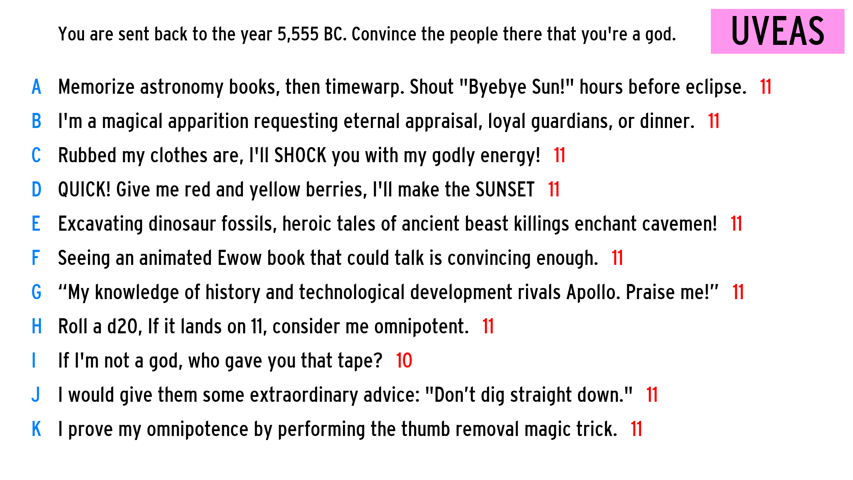 You are sent back to the year 5,555 BC. Convince the people there that you're a god.
UVEAS
A Memorize astronomy books, then timewarp. Shout "Byebye Sun!" hours before eclipse. 11
B I'm a magical apparition requesting eternal appraisal, loyal guardians, or dinner. 11
C Rubbed my clothes are, I'll SHOCK you with my godly energy! 11
D QUICK! Give me red and yellow berries, I'll make the SUNSET 11
E Excavating dinosaur fossils, heroic tales of ancient beast killings enchant cavemen! 11
F Seeing an animated Ewow book that could talk is convincing enough. 11
G “My knowledge of history and technological development rivals Apollo. Praise me!” 11
H Roll a d20, If it lands on 11, consider me omnipotent. 11
I If I'm not a god, who gave you that tape? 10
J I would give them some extraordinary advice: "Don’t dig straight down." 11
K I prove my omnipotence by performing the thumb removal magic trick. 11